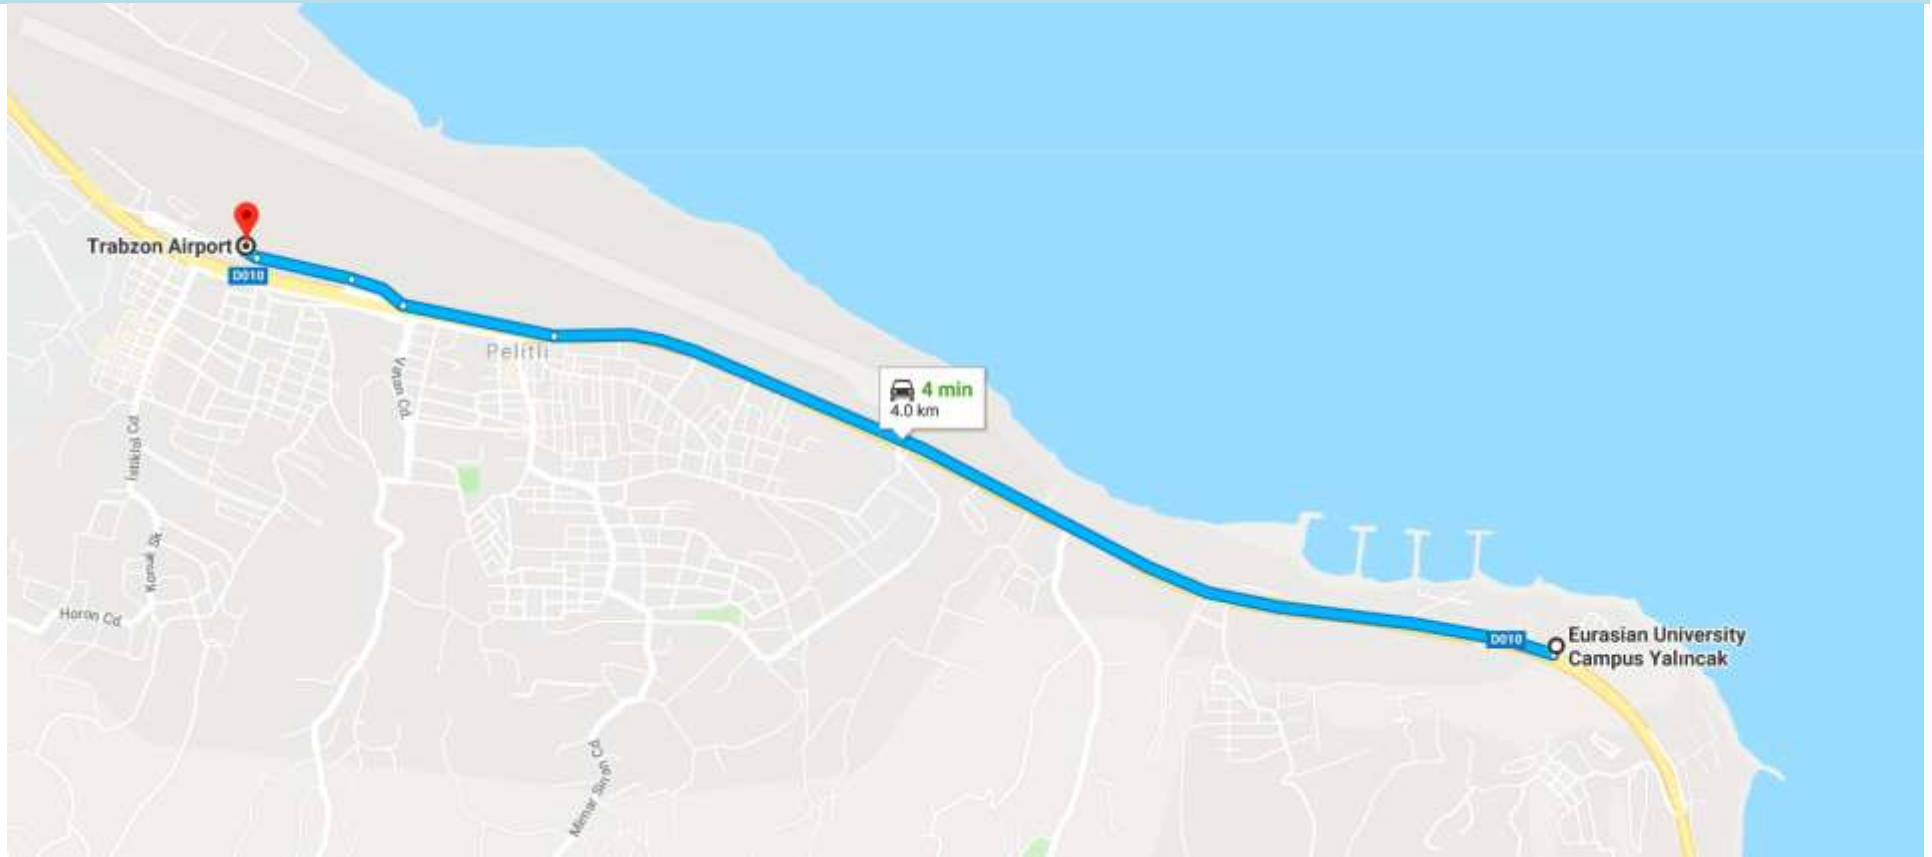 Trabzon Airport
D010
Pelitli
Vatan Cd.
4 min
4.0 km
İstiklal Cd.
Konak Sk.
Horon Cd.
D010
Eurasian University
Campus Yalıncak
Mimar Sinan Cd.